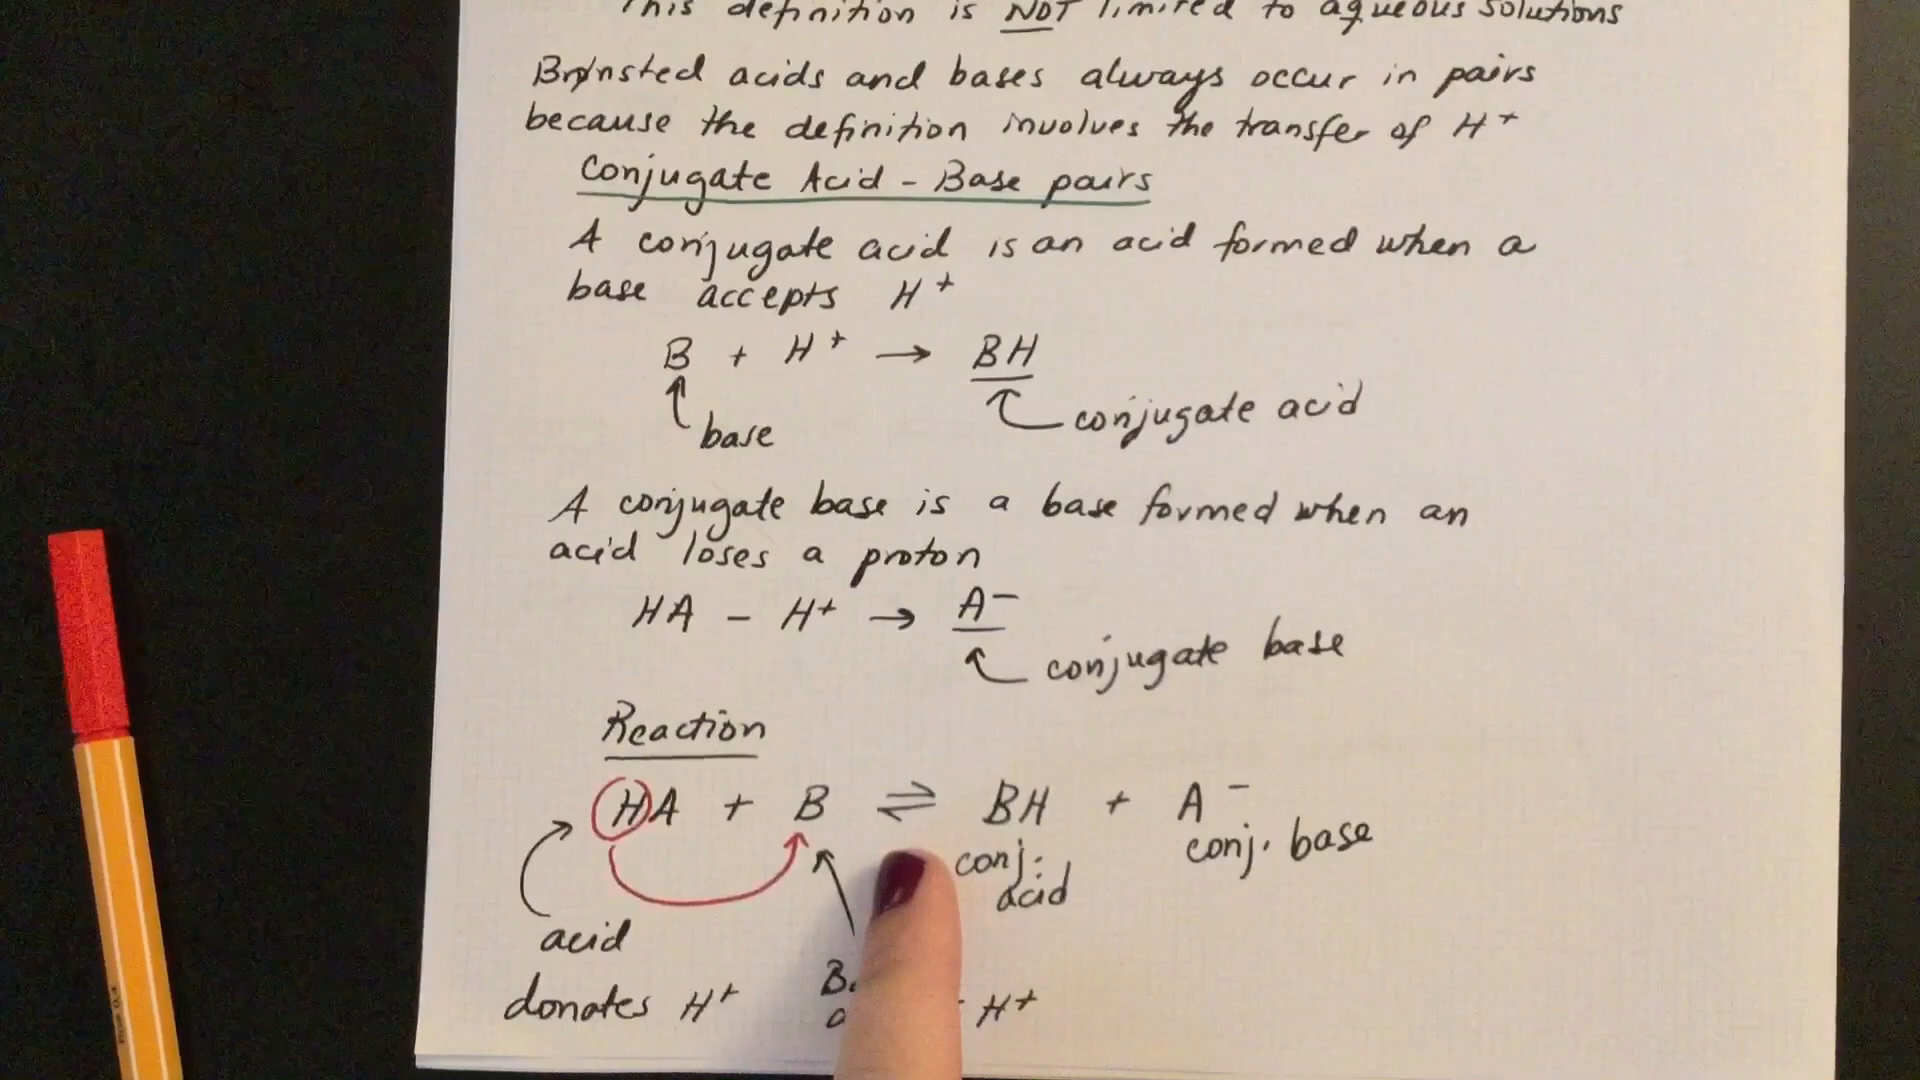 This definition is NOT limited to aqueous solutions
Brønsted acids and bases always occur in pairs
because the definition involves the transfer of H⁺
Conjugate Acid - Base pairs
A conjugate acid is an acid formed when a
base accepts H⁺
B + H⁺ → BH
base
conjugate acid
A conjugate base is a base formed when an
acid loses a proton
HA - H⁺ → A⁻
conjugate base
Reaction
HA + B ⇌ BH + A⁻
conj. acid
conj. base
acid
donates H⁺
H⁺